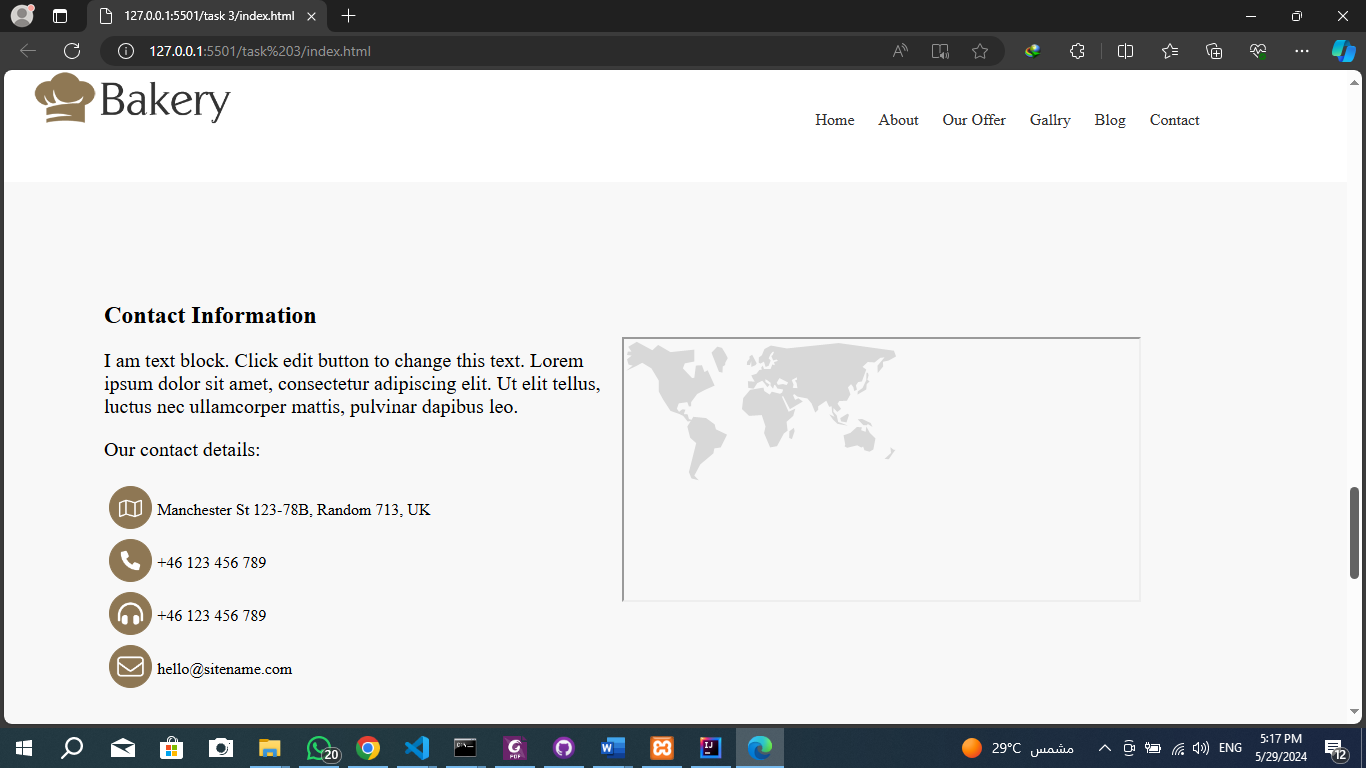 127.0.0.1:5501/task 3/index.html
127.0.0.1:5501/task%203/index.html
Bakery
Home About Our Offer Gallry Blog Contact
Contact Information
I am text block. Click edit button to change this text. Lorem
ipsum dolor sit amet, consectetur adipiscing elit. Ut elit tellus,
luctus nec ullamcorper mattis, pulvinar dapibus leo.
Our contact details:
Manchester St 123-78B, Random 713, UK
+46 123 456 789
+46 123 456 789
hello@sitename.com
20
29°C مشمس
ENG
5:17 PM
5/29/2024
12